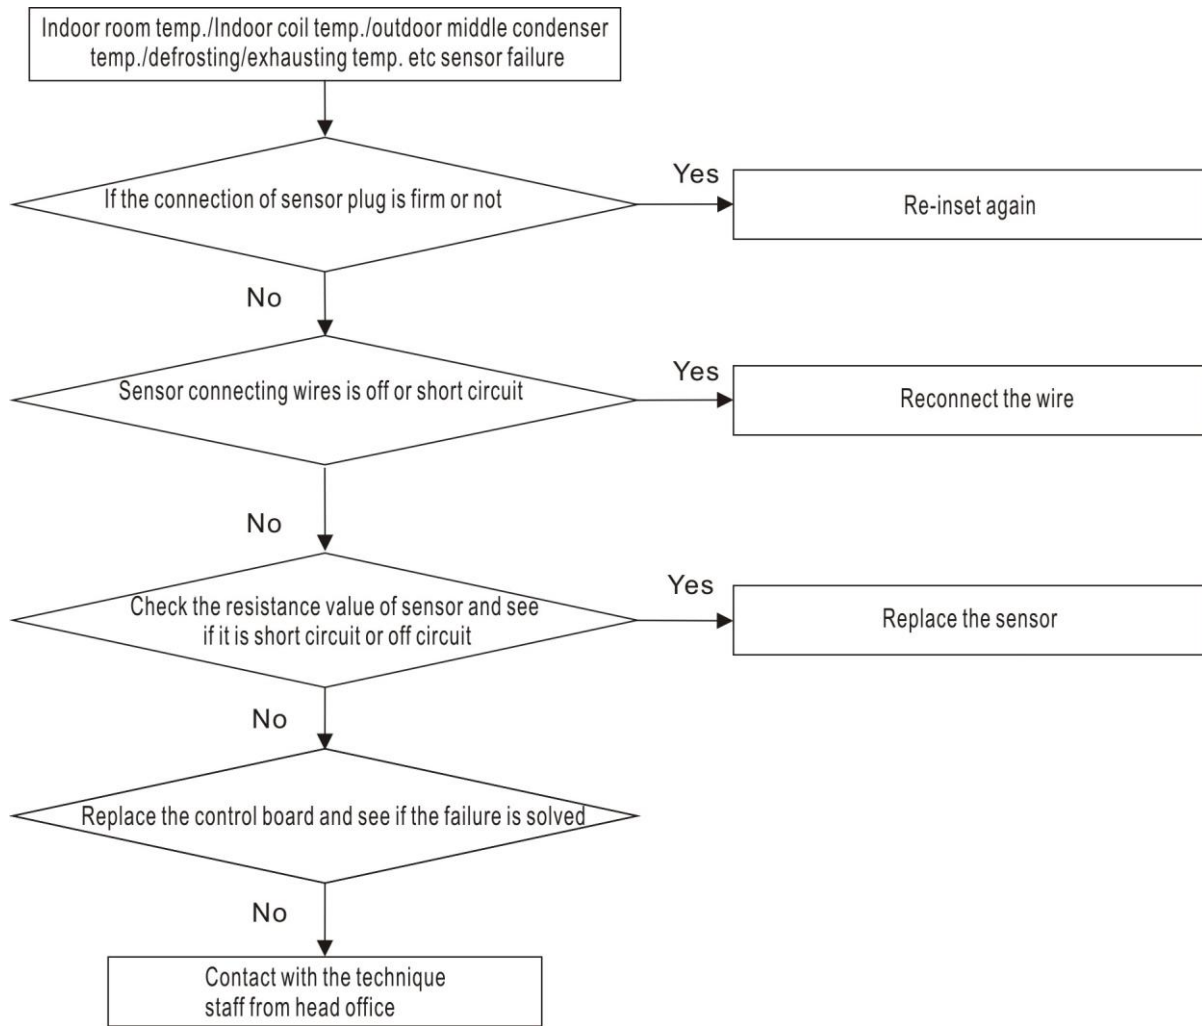 Indoor room temp./Indoor coil temp./outdoor middle condenser
temp./defrosting/exhausting temp. etc sensor failure
If the connection of sensor plug is firm or not
Yes
Re-inset again
No
Sensor connecting wires is off or short circuit
Yes
Reconnect the wire
No
Check the resistance value of sensor and see
if it is short circuit or off circuit
Yes
Replace the sensor
No
Replace the control board and see if the failure is solved
No
Contact with the technique
staff from head office